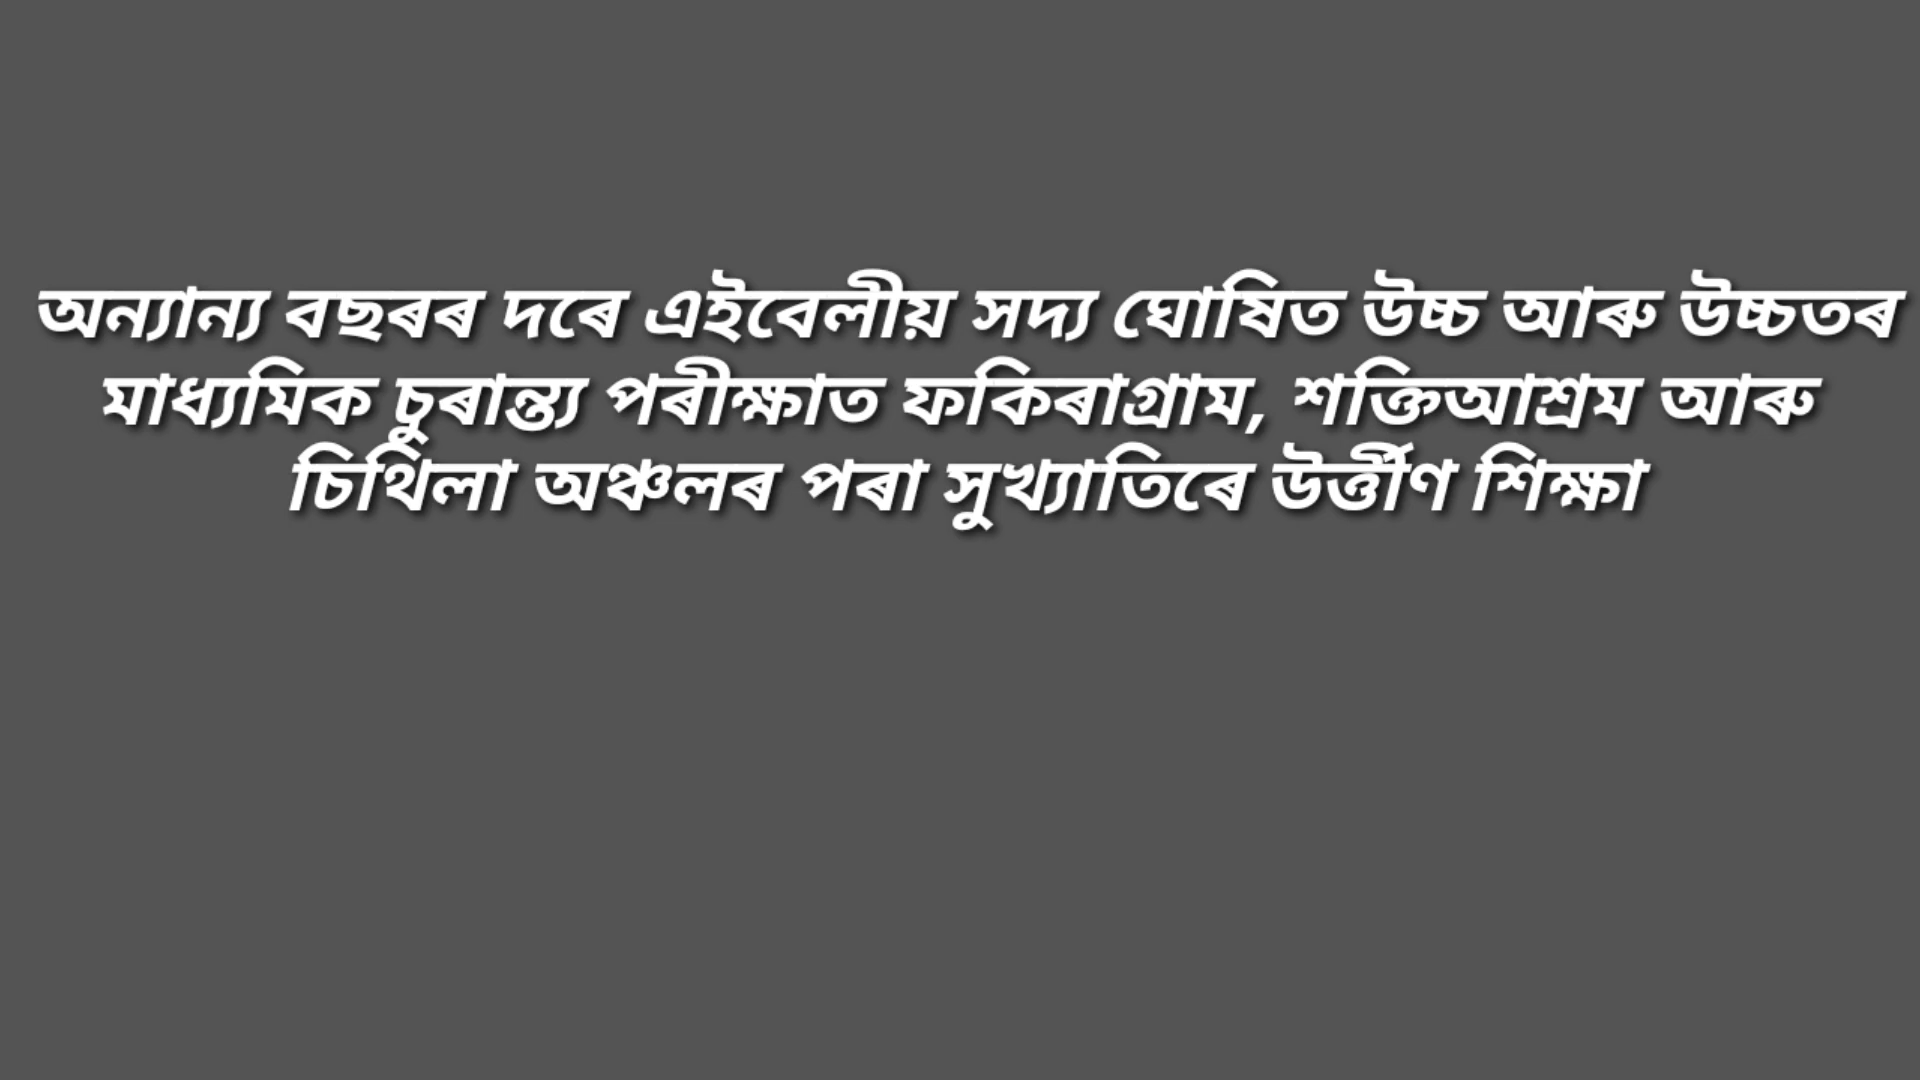 অন্যান্য বছৰৰ দৰে এইবেলীয় সদ্য ঘোষিত উচ্চ আৰু উচ্চতৰ
মাধ্যমিক চুৰান্ত্য পৰীক্ষাত ফকিৰাগ্ৰাম, শক্তিআশ্ৰম আৰু
চিথিলা অঞ্চলৰ পৰা সুখ্যাতিৰে উৰ্ত্তীণ শিক্ষা